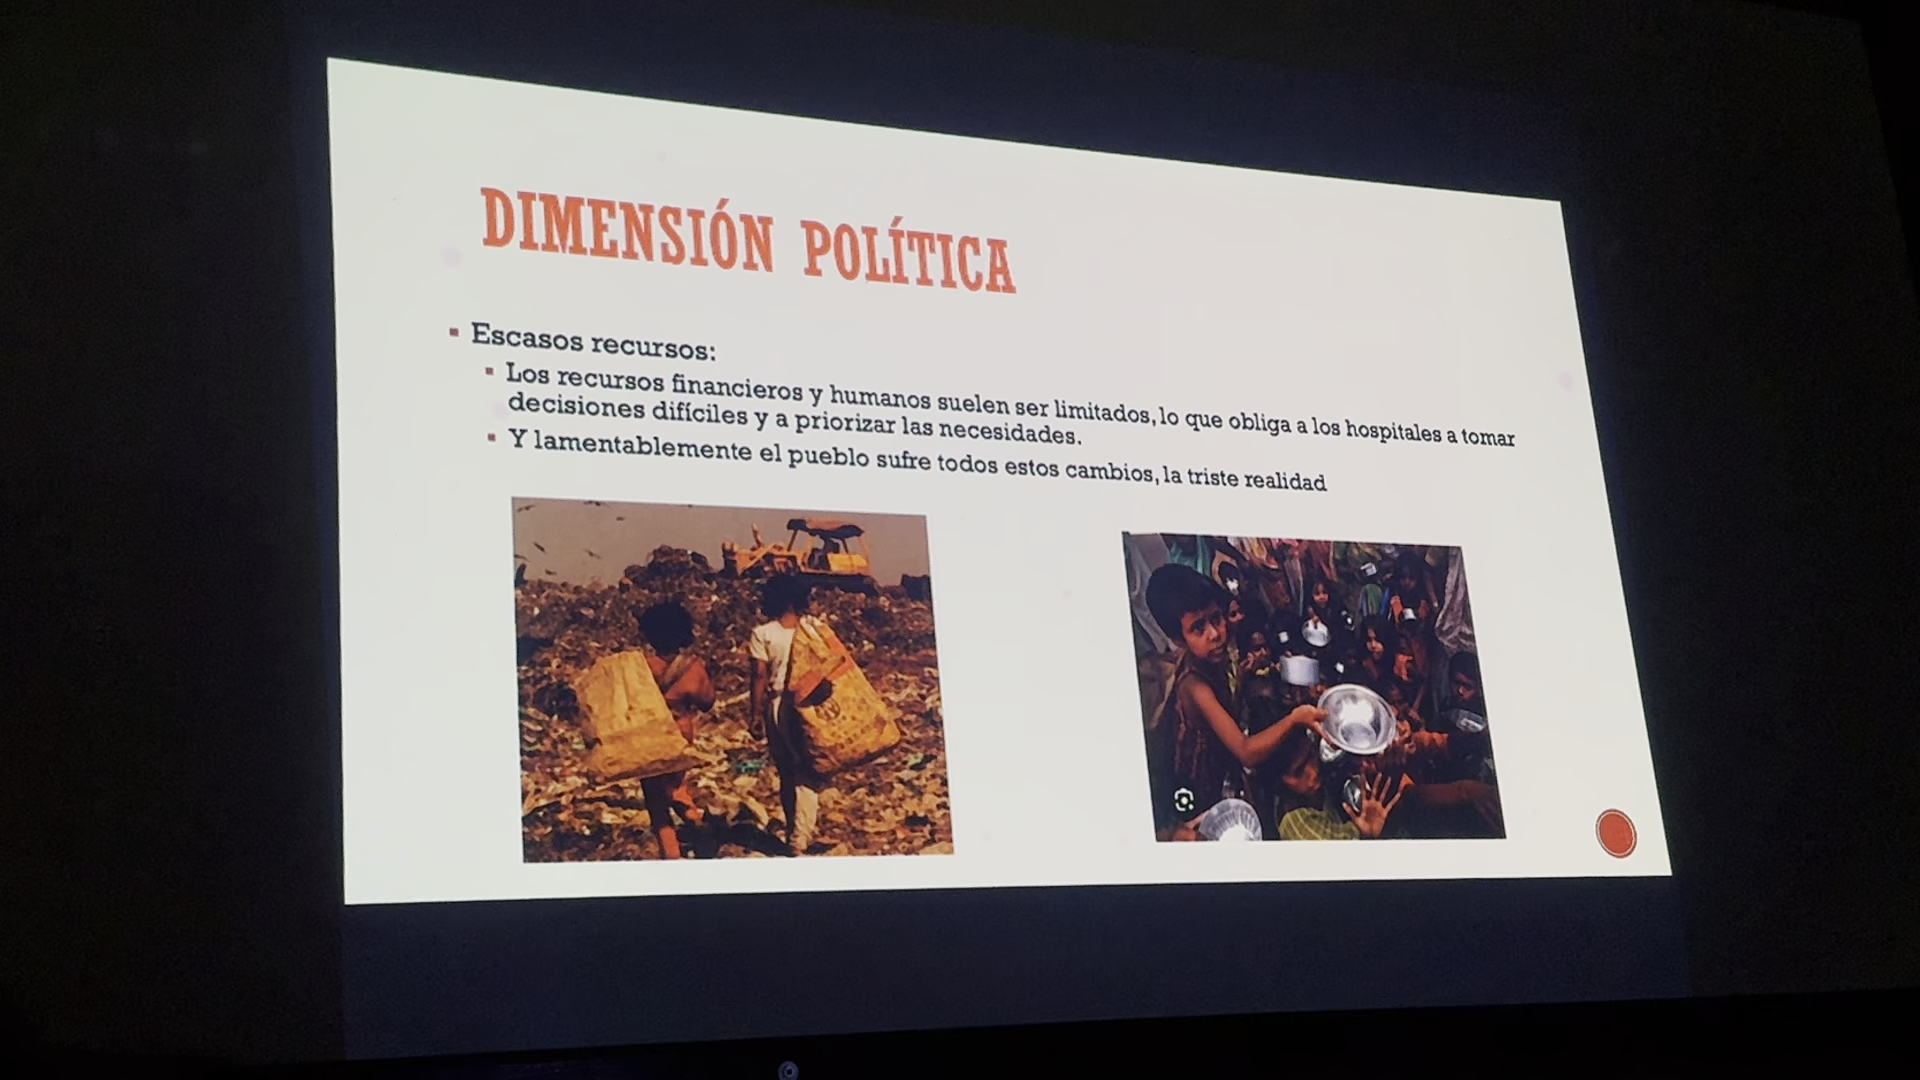 DIMENSIÓN POLÍTICA
Escasos recursos:
Los recursos financieros y humanos suelen ser limitados, lo que obliga a los hospitales a tomar
decisiones difíciles y a priorizar las necesidades.
Y lamentablemente el pueblo sufre todos estos cambios, la triste realidad